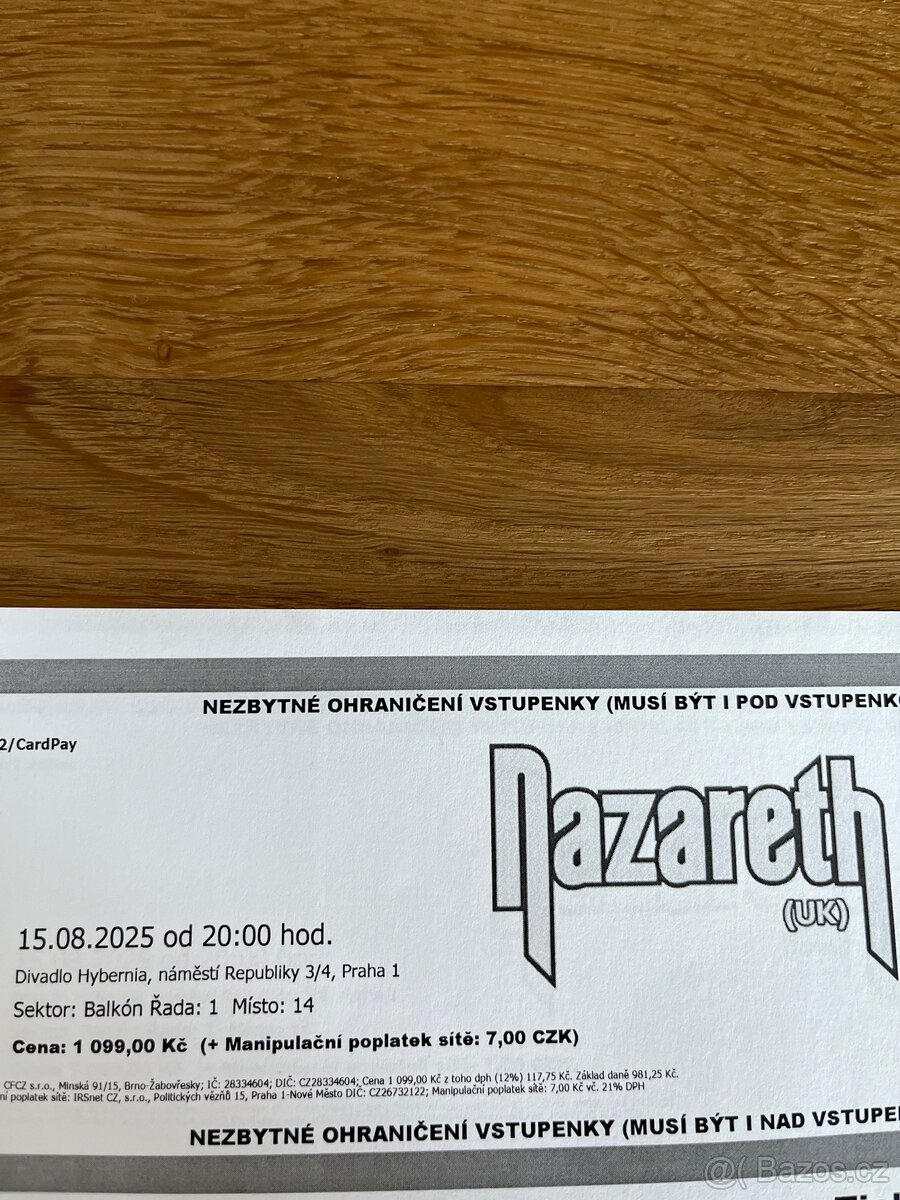 NEZBYTNÉ OHRANIČENÍ VSTUPENKY (MUSÍ BÝT I POD VSTUPENKO
2/CardPay
Nazareth
(UK)
15.08.2025 od 20:00 hod.
Divadlo Hybernia, náměstí Republiky 3/4, Praha 1
Sektor: Balkón Řada: 1 Místo: 14
Cena: 1 099,00 Kč (+ Manipulační poplatek sítě: 7,00 CZK)
CFCZ s.r.o., Minská 91/15, Brno-Žabovřesky; IČ: 28334604; DIČ: CZ28334604; Cena 1 099,00 Kč z toho dph (12%) 117,75 Kč. Základ daně 981,25 Kč.
ní poplatek sítě: IRSnet CZ, s.r.o., Politických vězňů 15, Praha 1-Nové Město DIČ: CZ26732122; Manipulační poplatek sítě: 7,00 Kč vč. 21% DPH
NEZBYTNÉ OHRANIČENÍ VSTUPENKY (MUSÍ BÝT I NAD VSTUPE
@( Bazos.cz